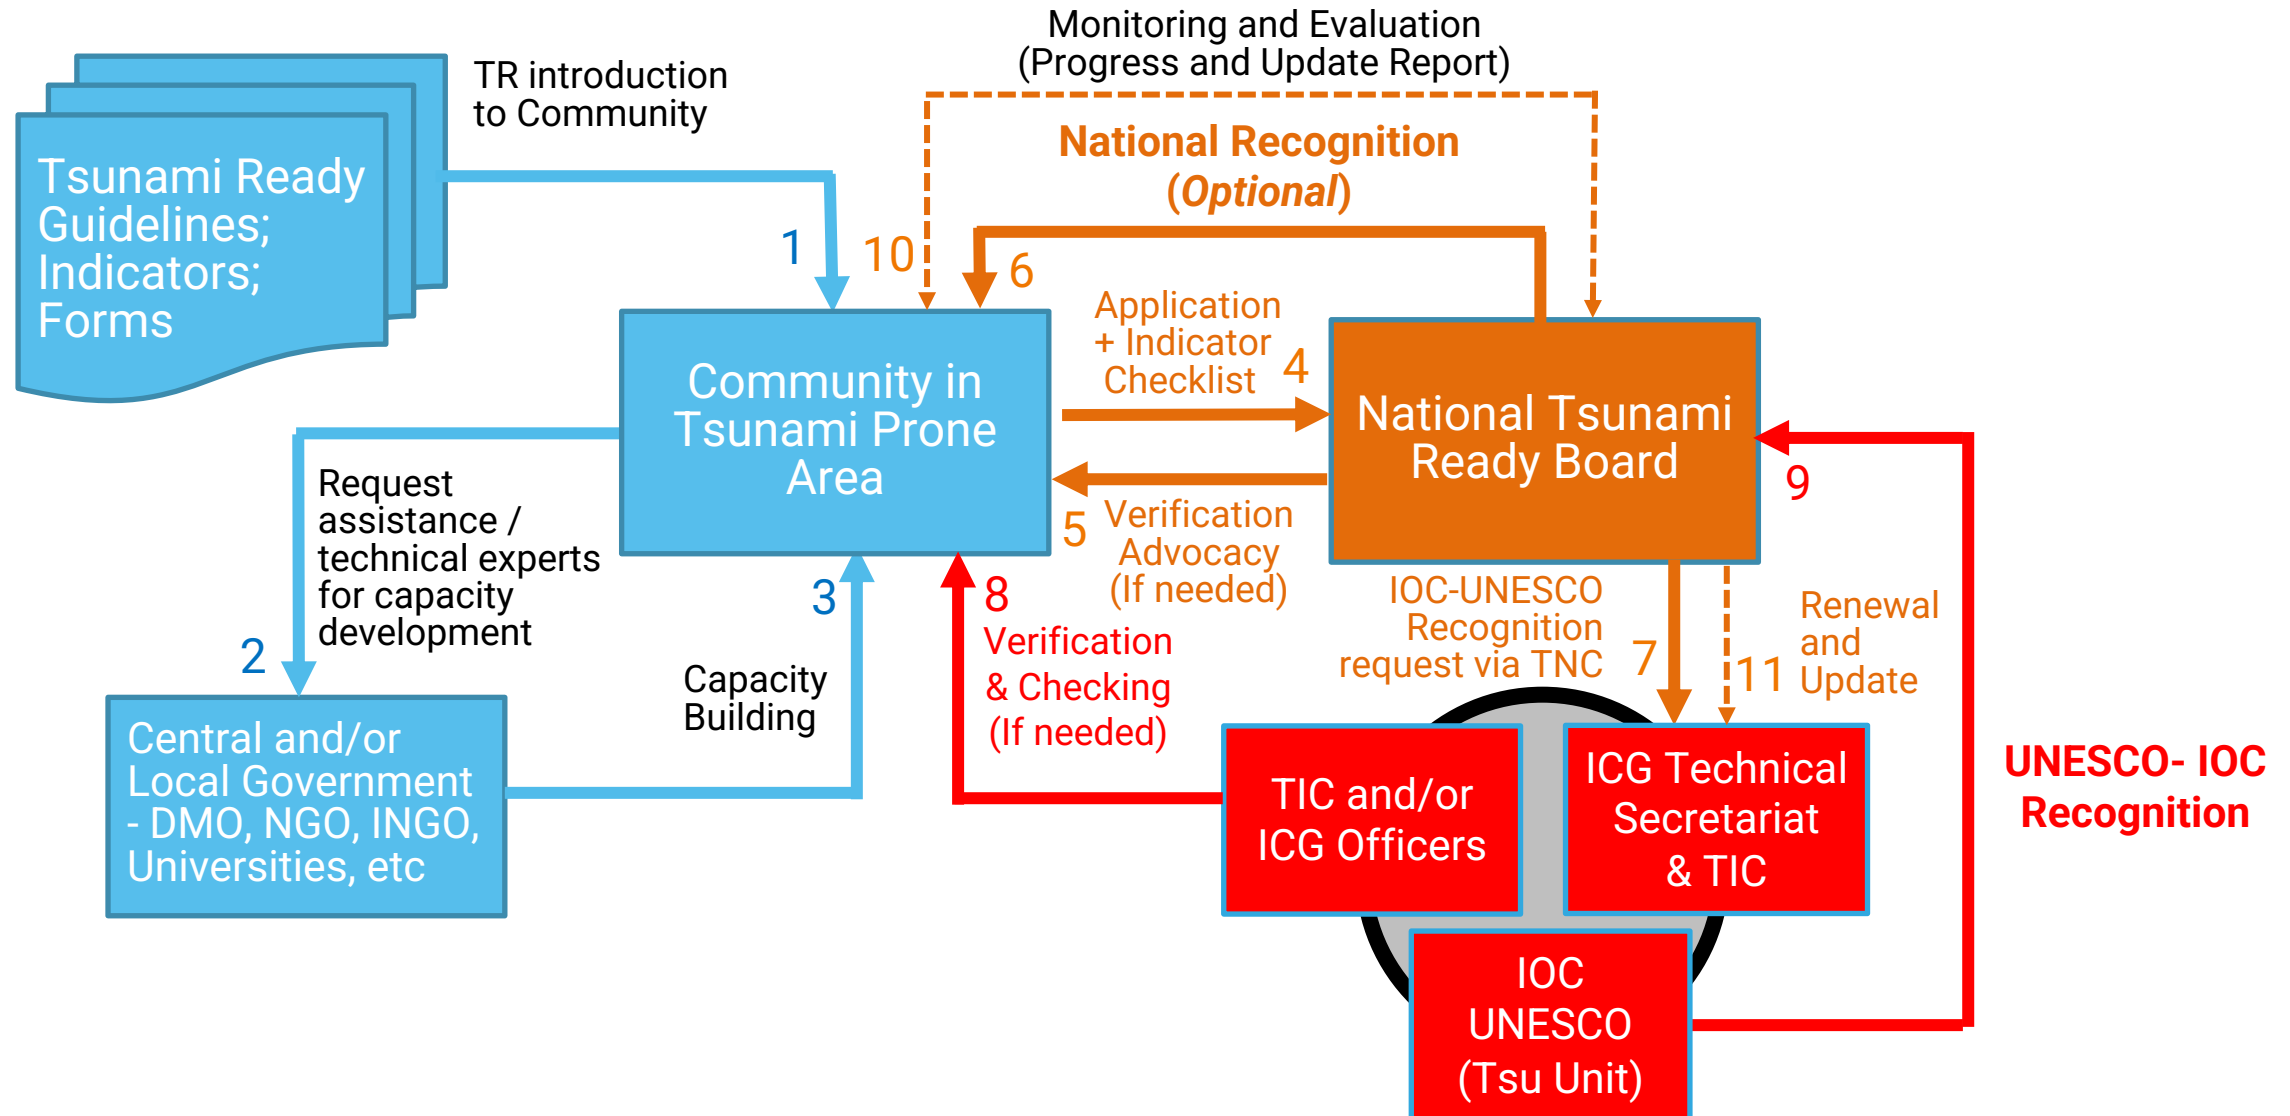 Monitoring and Evaluation
(Progress and Update Report)
TR introduction
to Community
National Recognition
(Optional)
Tsunami Ready
Guidelines;
Indicators;
Forms
1
10
6
Application
+ Indicator
Checklist
4
Community in
Tsunami Prone
Area
National Tsunami
Ready Board
9
Request
assistance /
technical experts
for capacity
development
2
5
Verification
Advocacy
(If needed)
3
8
Verification
& Checking
(If needed)
IOC-UNESCO
Recognition
request via TNC
7
11
Renewal
and
Update
Capacity
Building
Central and/or
Local Government
- DMO, NGO, INGO,
Universities, etc
TIC and/or
ICG Officers
ICG Technical
Secretariat
& TIC
UNESCO- IOC
Recognition
IOC
UNESCO
(Tsu Unit)